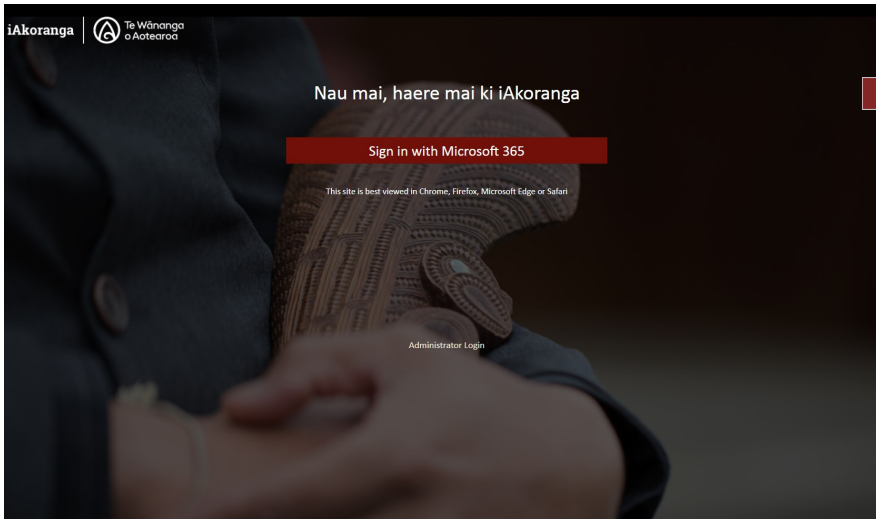 iAkoranga
Te Wānanga
o Aotearoa
Nau mai, haere mai ki iAkoranga
Sign in with Microsoft 365
This site is best viewed in Chrome, Firefox, Microsoft Edge or Safari
Administrator Login